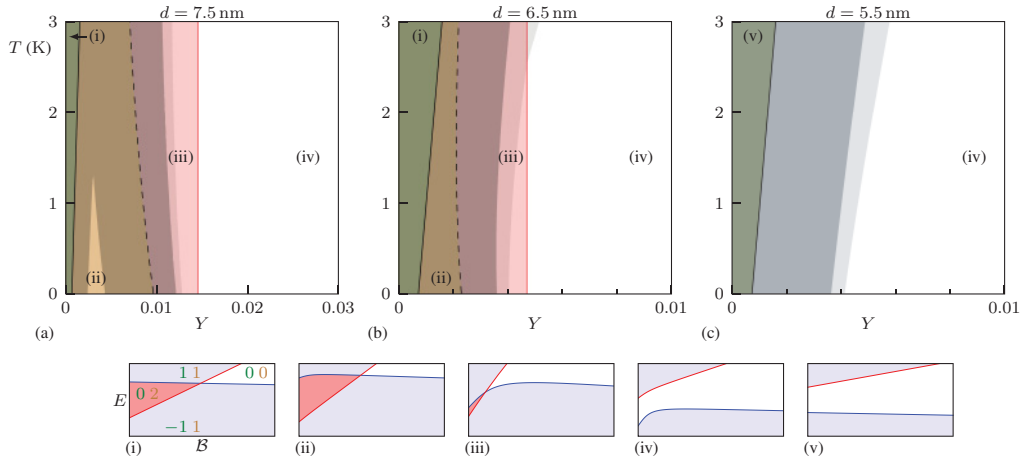 d = 7.5 nm
d = 6.5 nm
d = 5.5 nm
T (K)
3
2
1
0
(i)
(ii)
(iii)
(iv)
0
0.01
0.02
0.03
Y
(a)
3
2
1
0
(i)
(ii)
(iii)
(iv)
0
0.01
Y
(b)
3
2
1
0
(v)
(iv)
0
0.01
Y
(c)
E
1 1
0 0
0 2
−1 1
(i)
ℬ
(ii)
(iii)
(iv)
(v)